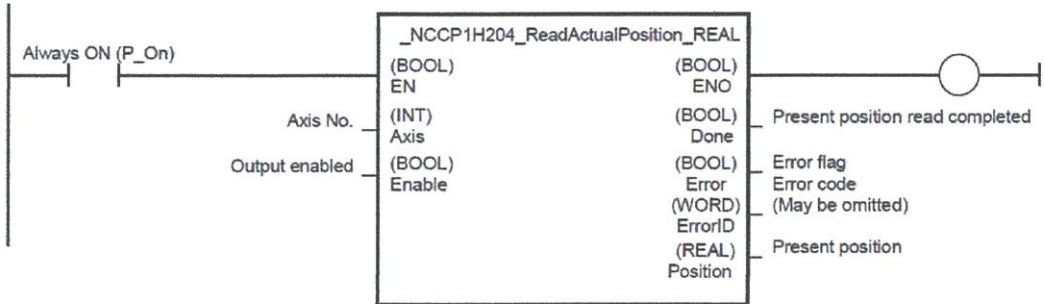 _NCCP1H204_ReadActualPosition_REAL
Always ON (P_On)
(BOOL) (BOOL)
EN ENO
Axis No. (INT) (BOOL) Present position read completed
Axis Done
Output enabled (BOOL) (BOOL) Error flag
Enable Error Error code
(WORD) (May be omitted)
ErrorID
(REAL) Present position
Position